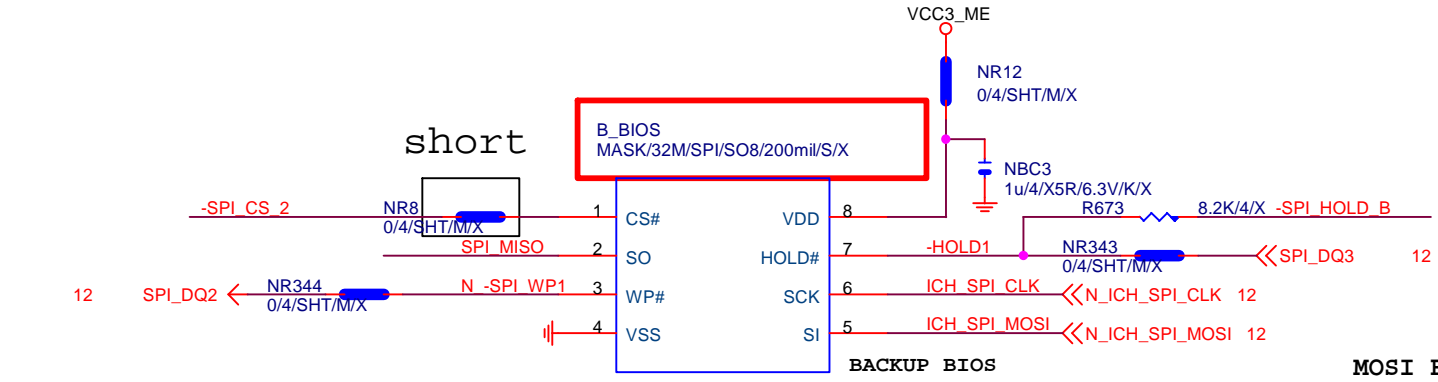 VCC3_ME
NR12
0/4/SHT/M/X
short
B_BIOS
MASK/32M/SPI/SO8/200mil/S/X
NBC3
1u/4/X5R/6.3V/K/X
-SPI_CS_2
NR8
0/4/SHT/M/X
1
CS#
VDD
8
R673
8.2K/4/X
-SPI_HOLD_B
SPI_MISO
2
SO
HOLD#
7
-HOLD1
NR343
0/4/SHT/M/X
SPI_DQ3
12
12
SPI_DQ2
NR344
0/4/SHT/M/X
N_-SPI_WP1
3
WP#
SCK
6
ICH_SPI_CLK
N_ICH_SPI_CLK 12
4
VSS
SI
5
ICH_SPI_MOSI
N_ICH_SPI_MOSI 12
BACKUP BIOS
MOSI